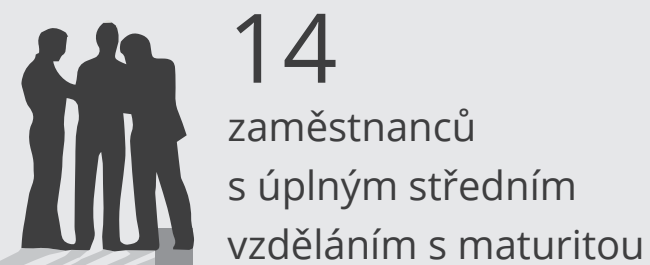 14
zaměstnanců
s úplným středním
vzděláním s maturitou